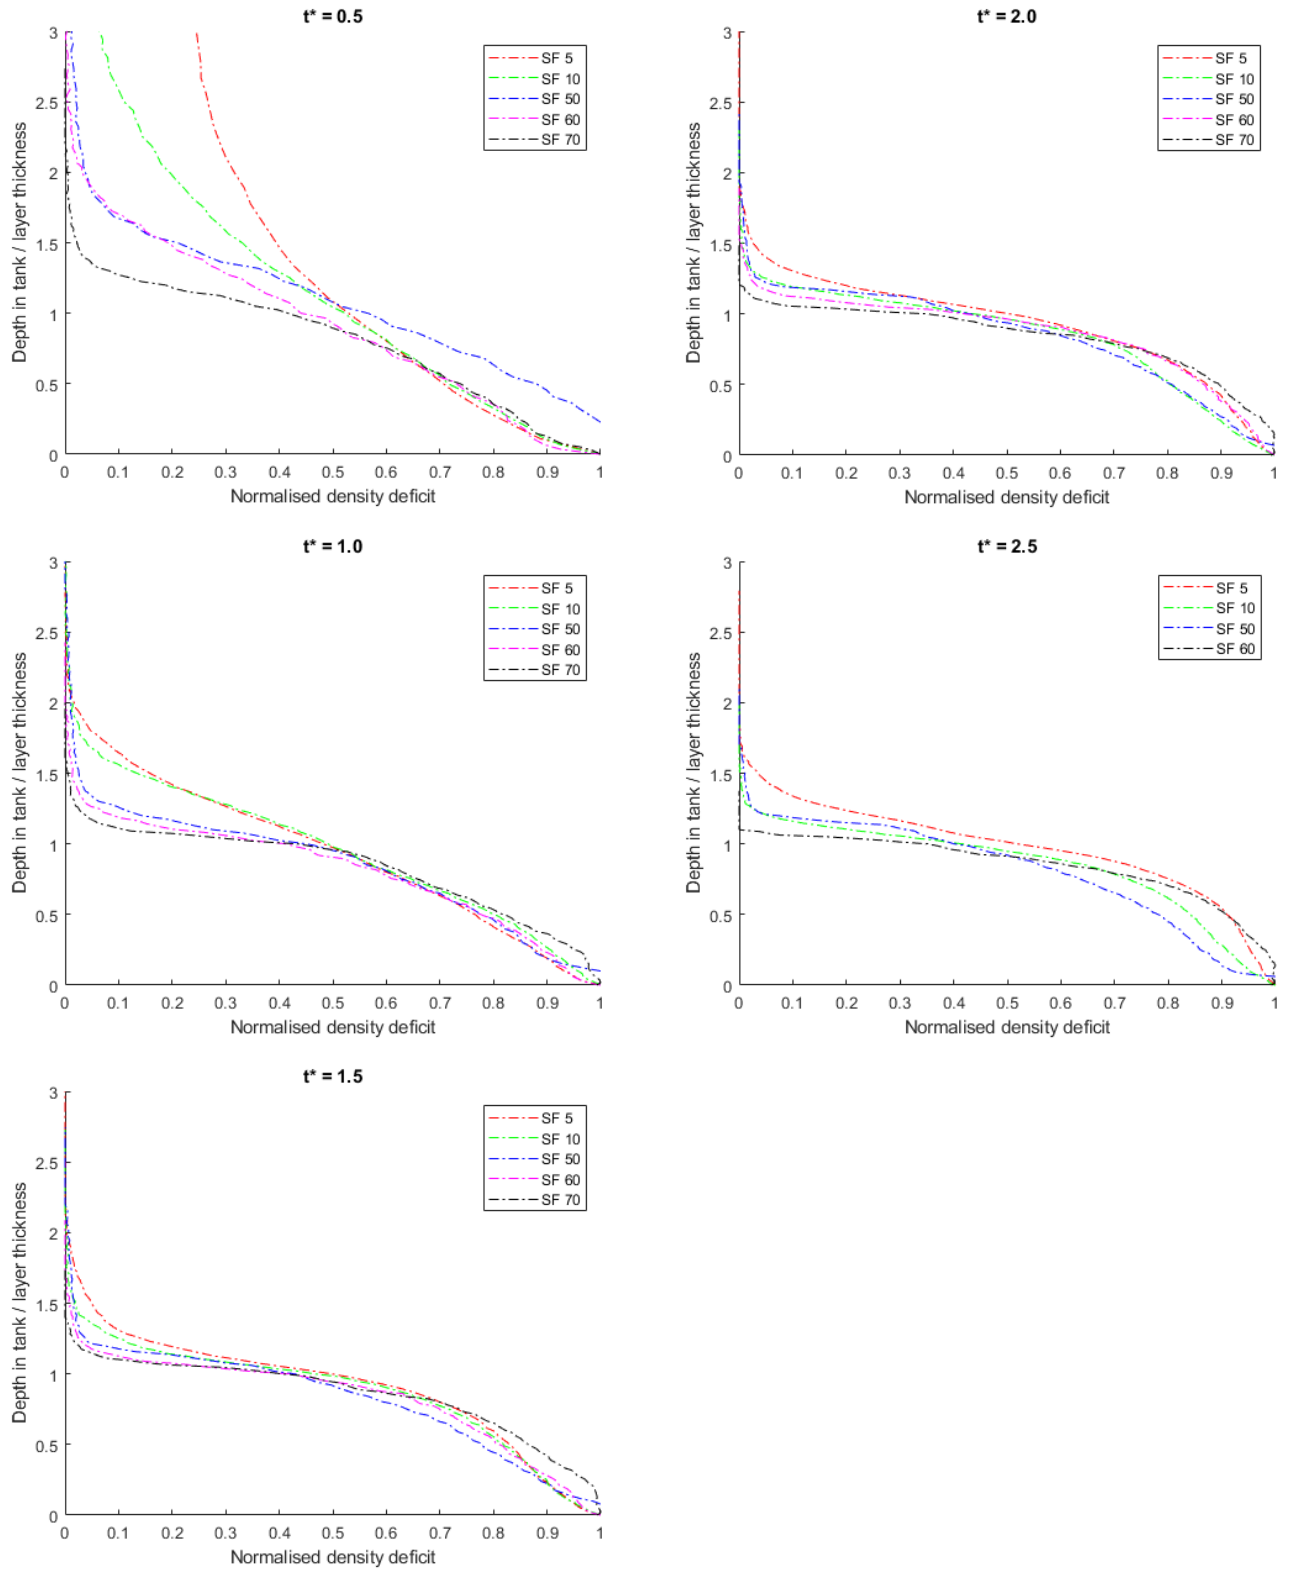 t* = 0.5
3
2.5
2
1.5
1
0.5
0
Depth in tank / layer thickness
SF 5
SF 10
SF 50
SF 60
SF 70
0 0.1 0.2 0.3 0.4 0.5 0.6 0.7 0.8 0.9 1
Normalised density deficit
t* = 2.0
3
2.5
2
1.5
1
0.5
0
Depth in tank / layer thickness
SF 5
SF 10
SF 50
SF 60
SF 70
0 0.1 0.2 0.3 0.4 0.5 0.6 0.7 0.8 0.9 1
Normalised density deficit
t* = 1.0
3
2.5
2
1.5
1
0.5
0
Depth in tank / layer thickness
SF 5
SF 10
SF 50
SF 60
SF 70
0 0.1 0.2 0.3 0.4 0.5 0.6 0.7 0.8 0.9 1
Normalised density deficit
t* = 2.5
3
2.5
2
1.5
1
0.5
0
Depth in tank / layer thickness
SF 5
SF 10
SF 50
SF 60
0 0.1 0.2 0.3 0.4 0.5 0.6 0.7 0.8 0.9 1
Normalised density deficit
t* = 1.5
3
2.5
2
1.5
1
0.5
0
Depth in tank / layer thickness
SF 5
SF 10
SF 50
SF 60
SF 70
0 0.1 0.2 0.3 0.4 0.5 0.6 0.7 0.8 0.9 1
Normalised density deficit